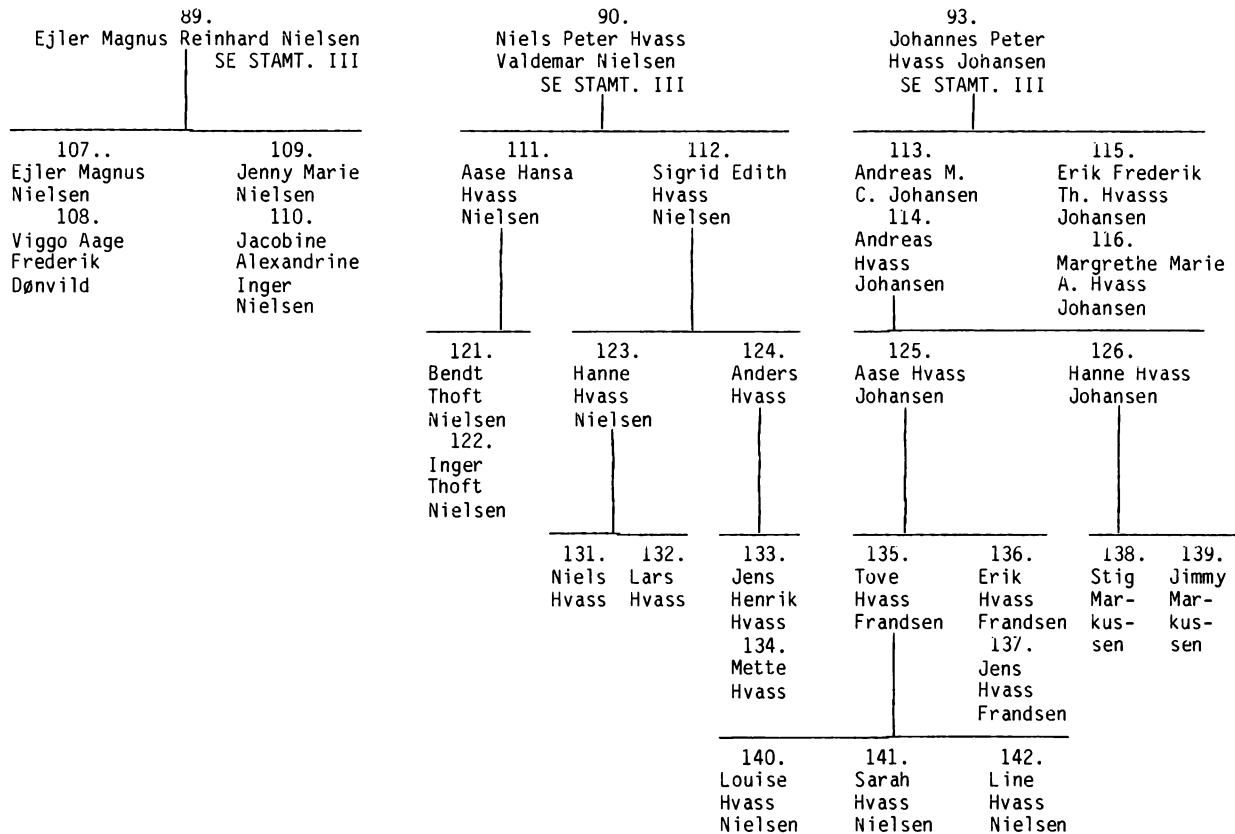 89.
Ejler Magnus Reinhard Nielsen
SE STAMT. III
90.
Niels Peter Hvass
Valdemar Nielsen
SE STAMT. III
93.
Johannes Peter
Hvass Johansen
SE STAMT. III
107..
Ejler Magnus
Nielsen
108.
Viggo Aage
Frederik
Dønvild
109.
Jenny Marie
Nielsen
110.
Jacobine
Alexandrine
Inger
Nielsen
111.
Aase Hansa
Hvass
Nielsen
112.
Sigrid Edith
Hvass
Nielsen
113.
Andreas M.
C. Johansen
114.
Andreas
Hvass
Johansen
115.
Erik Frederik
Th. Hvasss
Johansen
116.
Margrethe Marie
A. Hvass
Johansen
121.
Bendt
Thoft
Nielsen
122.
Inger
Thoft
Nielsen
123.
Hanne
Hvass
Nielsen
124.
Anders
Hvass
125.
Aase Hvass
Johansen
126.
Hanne Hvass
Johansen
131.
Niels
Hvass
132.
Lars
Hvass
133.
Jens
Henrik
Hvass
134.
Mette
Hvass
135.
Tove
Hvass
Frandsen
136.
Erik
Hvass
Frandsen
137.
Jens
Hvass
Frandsen
138.
Stig
Mar-
kus-
sen
139.
Jimmy
Mar-
kus-
sen
140.
Louise
Hvass
Nielsen
141.
Sarah
Hvass
Nielsen
142.
Line
Hvass
Nielsen